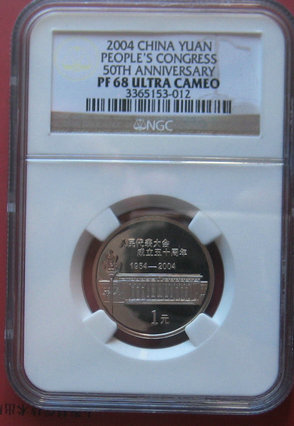 2004 CHINA YUAN
PEOPLE'S CONGRESS
50TH ANNIVERSARY
PF 68 ULTRA CAMEO
3365153-012
NGC
民代表大会
成立五十周年
1954—2004
1元